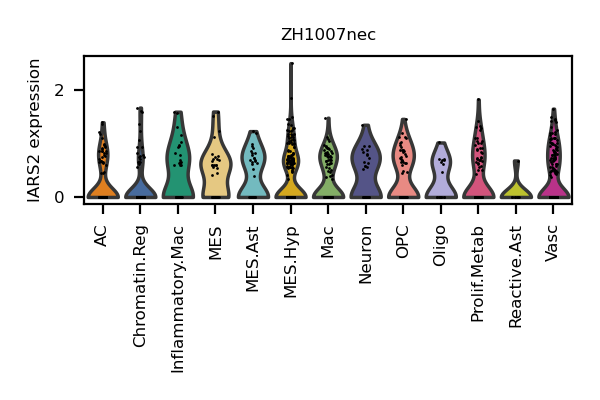 ZH1007nec
IARS2 expression
2
0
AC
Chromatin.Reg
Inflammatory.Mac
MES
MES.Ast
MES.Hyp
Mac
Neuron
OPC
Oligo
Prolif.Metab
Reactive.Ast
Vasc